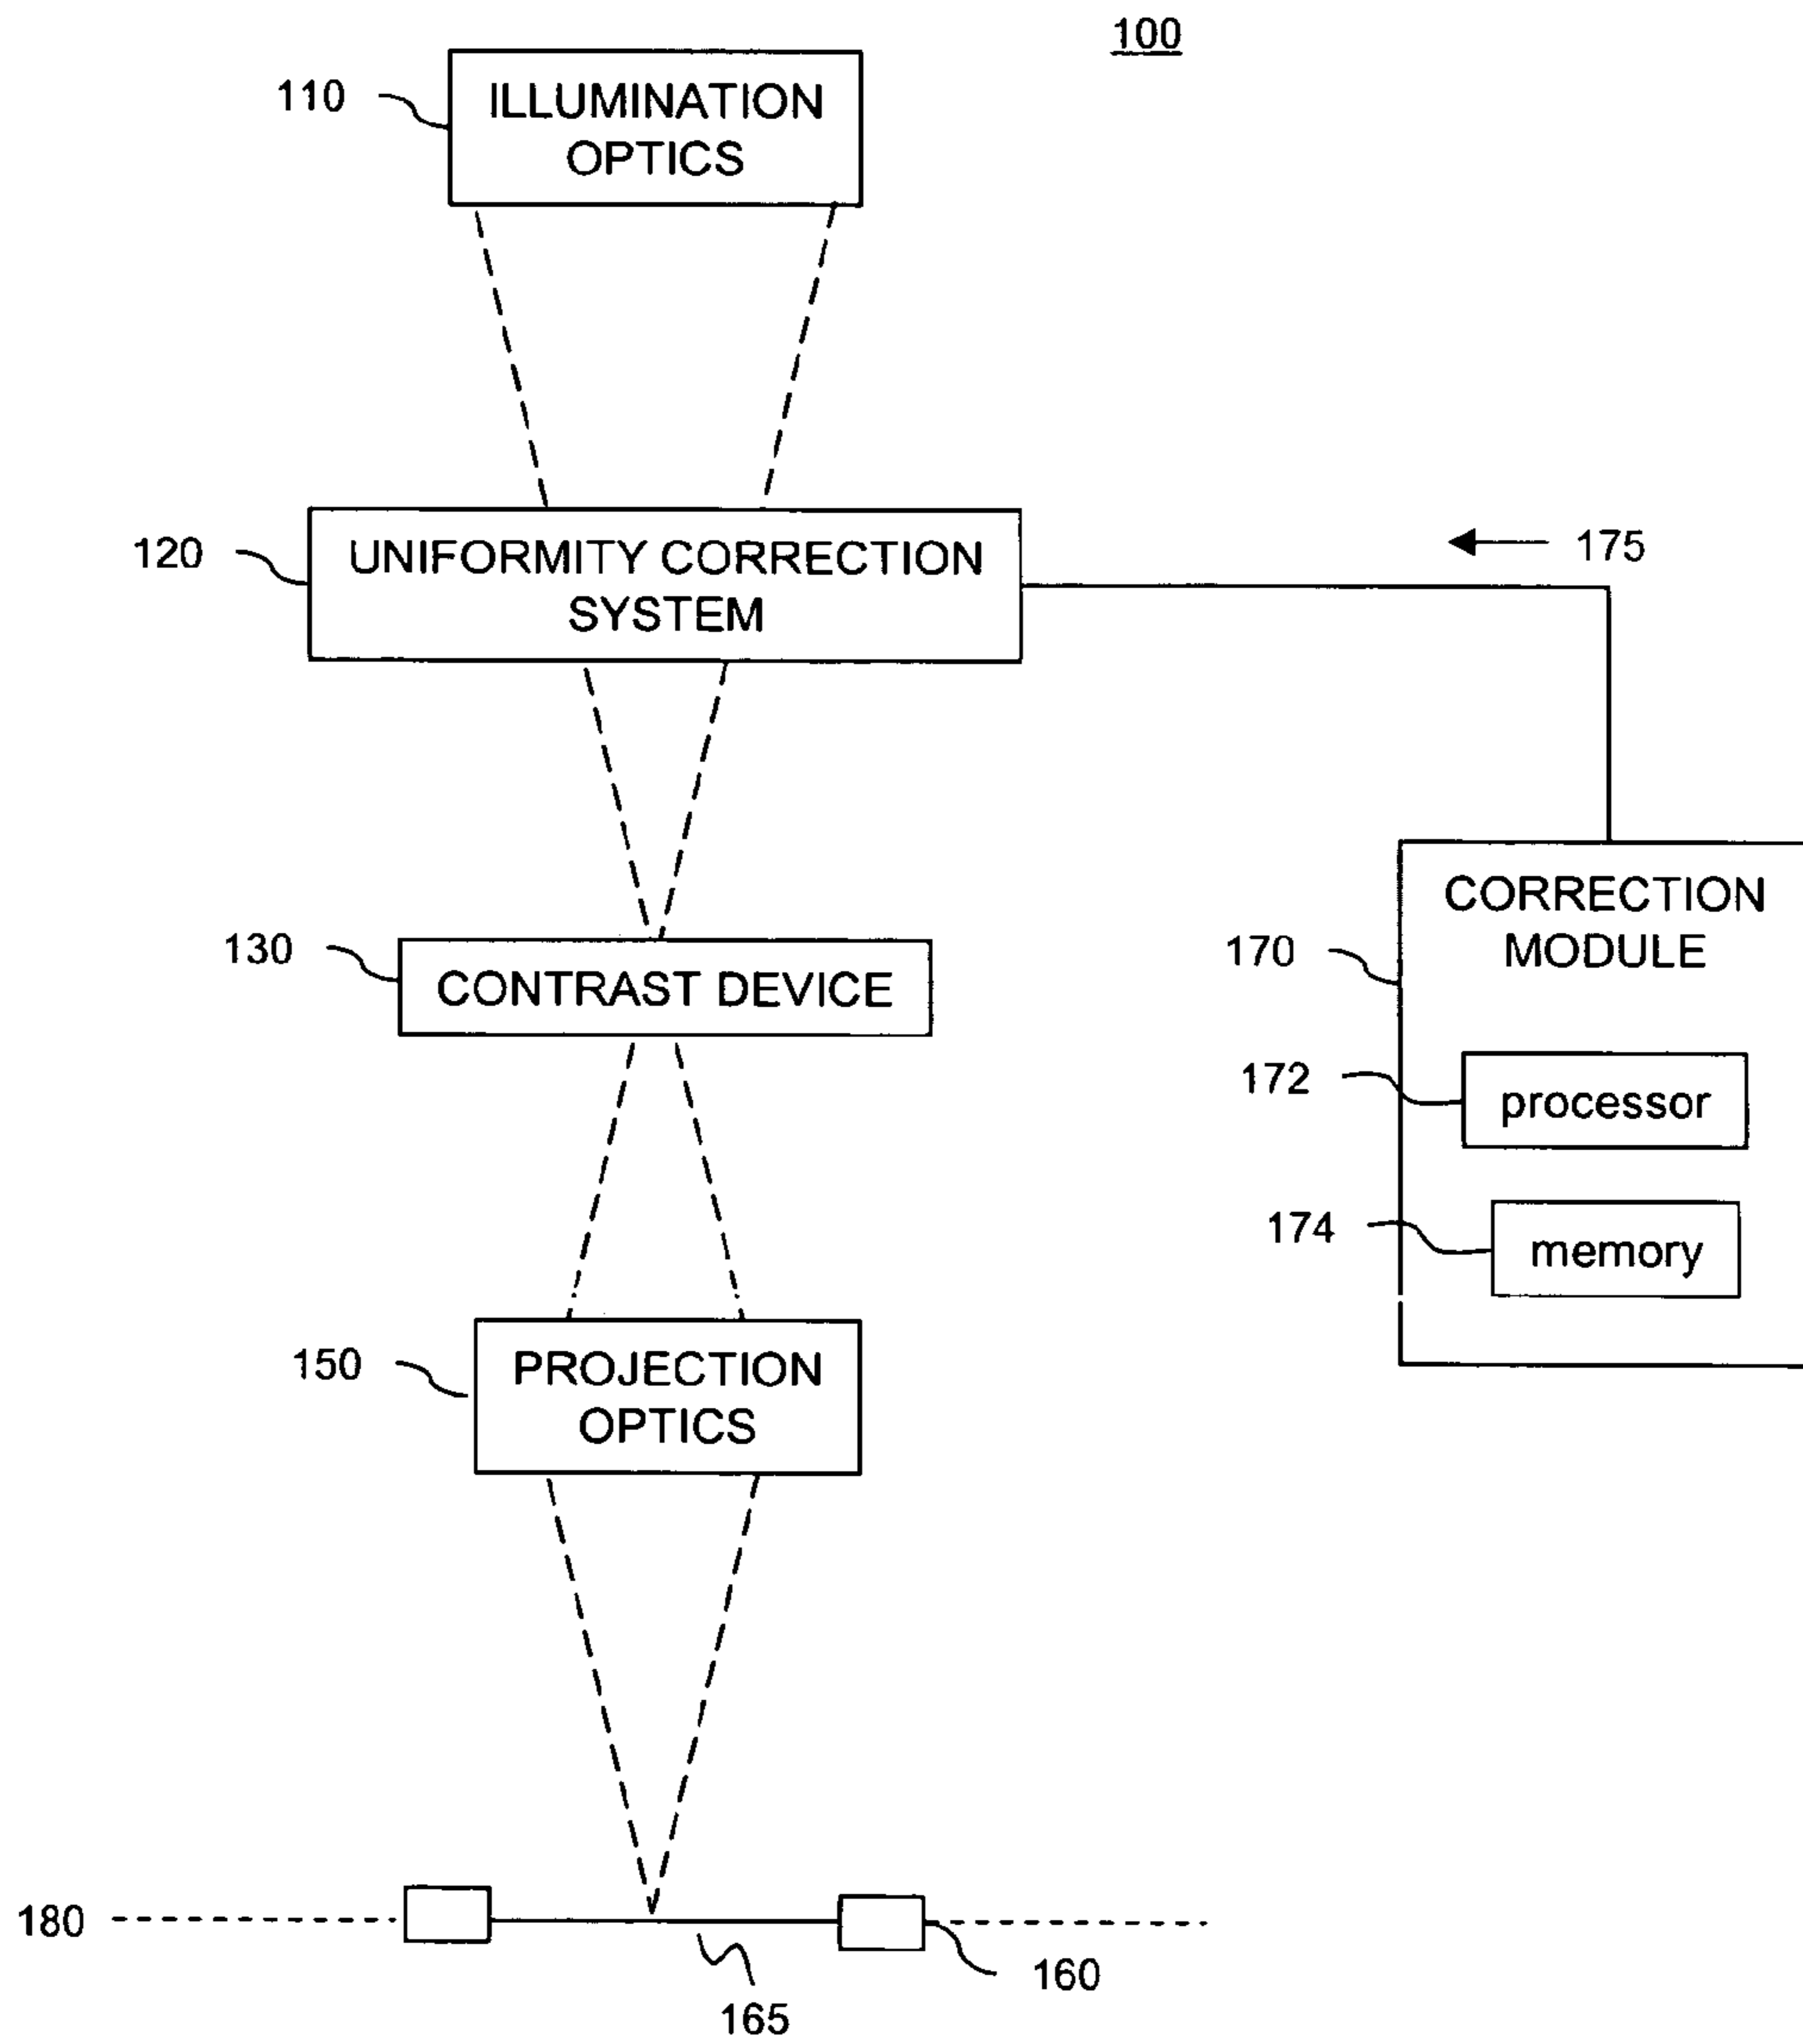 100
110
ILLUMINATION
OPTICS
120
UNIFORMITY CORRECTION
SYSTEM
175
130
CONTRAST DEVICE
170
CORRECTION
MODULE
172
processor
174
memory
150
PROJECTION
OPTICS
180
160
165